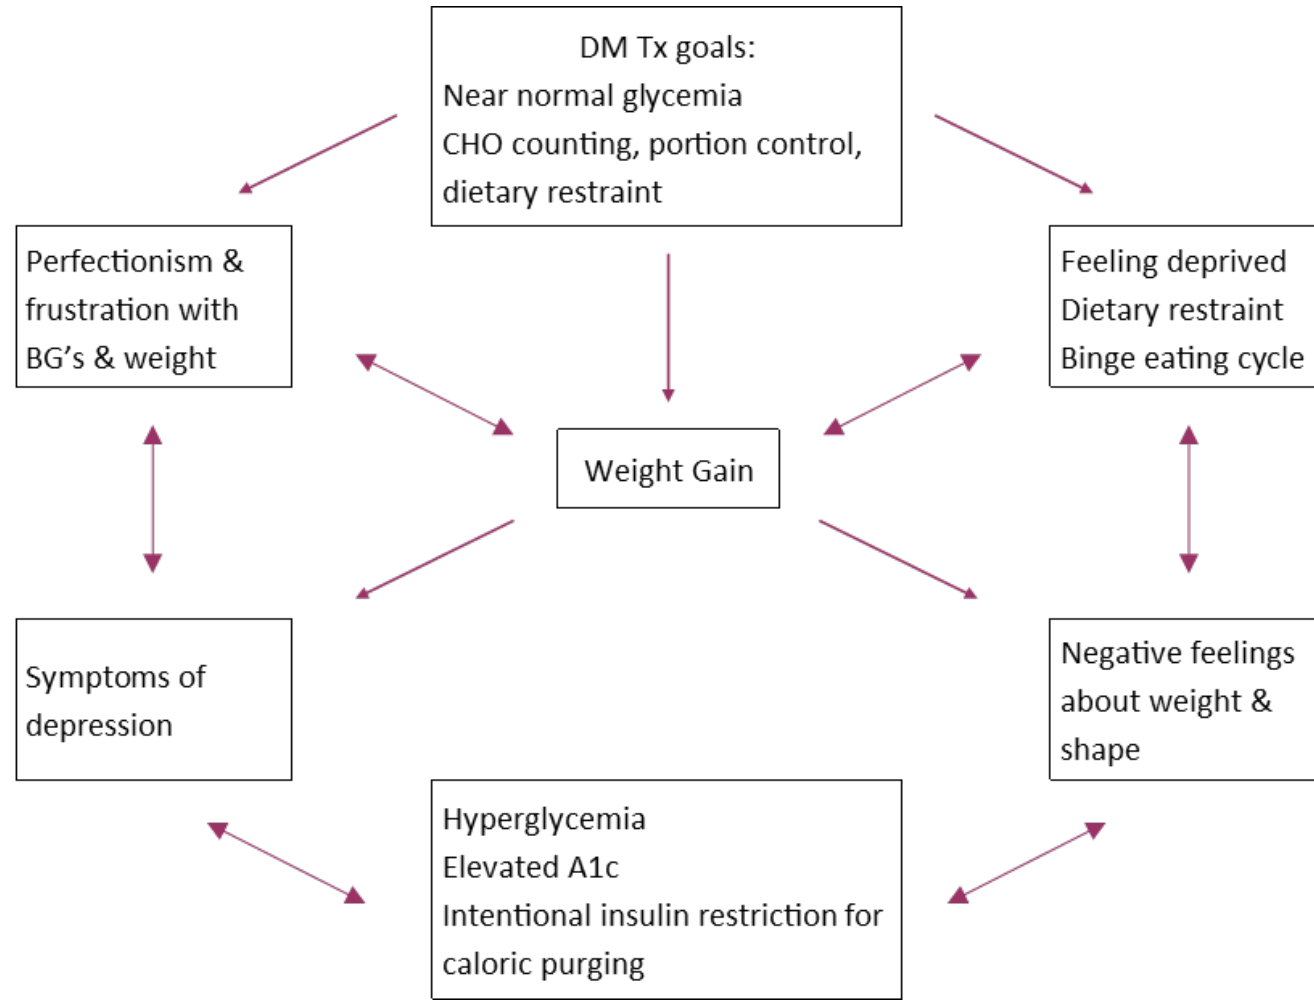 DM Tx goals:
Near normal glycemia
CHO counting, portion control,
dietary restraint
Perfectionism &
frustration with
BG’s & weight
Feeling deprived
Dietary restraint
Binge eating cycle
Weight Gain
Symptoms of
depression
Negative feelings
about weight &
shape
Hyperglycemia
Elevated A1c
Intentional insulin restriction for
caloric purging